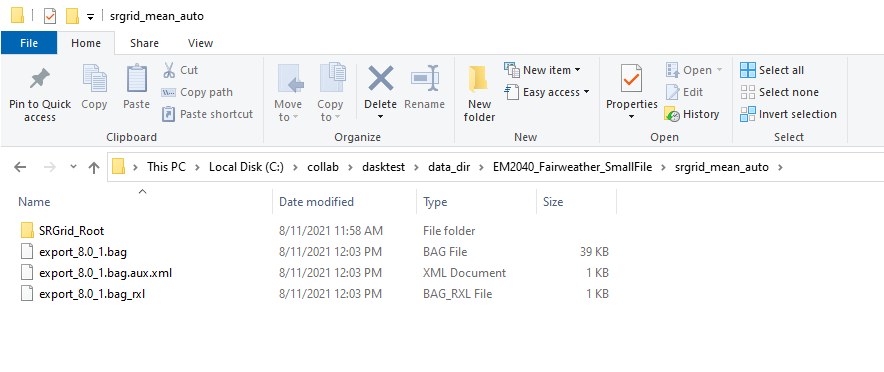 srgrid_mean_auto
File Home Share View
Pin to Quick access
Copy
Paste
Cut
Copy path
Paste shortcut
Clipboard
Move to
Copy to
Delete
Rename
Organize
New folder
New item
Easy access
New
Properties
Open
Edit
History
Open
Select all
Select none
Invert selection
Select
This PC > Local Disk (C:) > collab > dasktest > data_dir > EM2040_Fairweather_SmallFile > srgrid_mean_auto >
Name Date modified Type Size
SRGrid_Root 8/11/2021 11:58 AM File folder
export_8.0_1.bag 8/11/2021 12:03 PM BAG File 39 KB
export_8.0_1.bag.aux.xml 8/11/2021 12:03 PM XML Document 1 KB
export_8.0_1.bag_rxl 8/11/2021 12:03 PM BAG_RXL File 1 KB